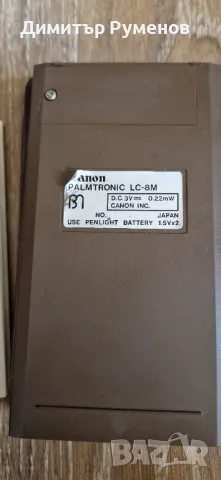 Димитър Руменов
Canon
PALMTRONIC LC-8M
D.C. 3V 0.22mW
CANON INC.
NO. JAPAN
USE PENLIGHT BATTERY 1.5V×2
bazar